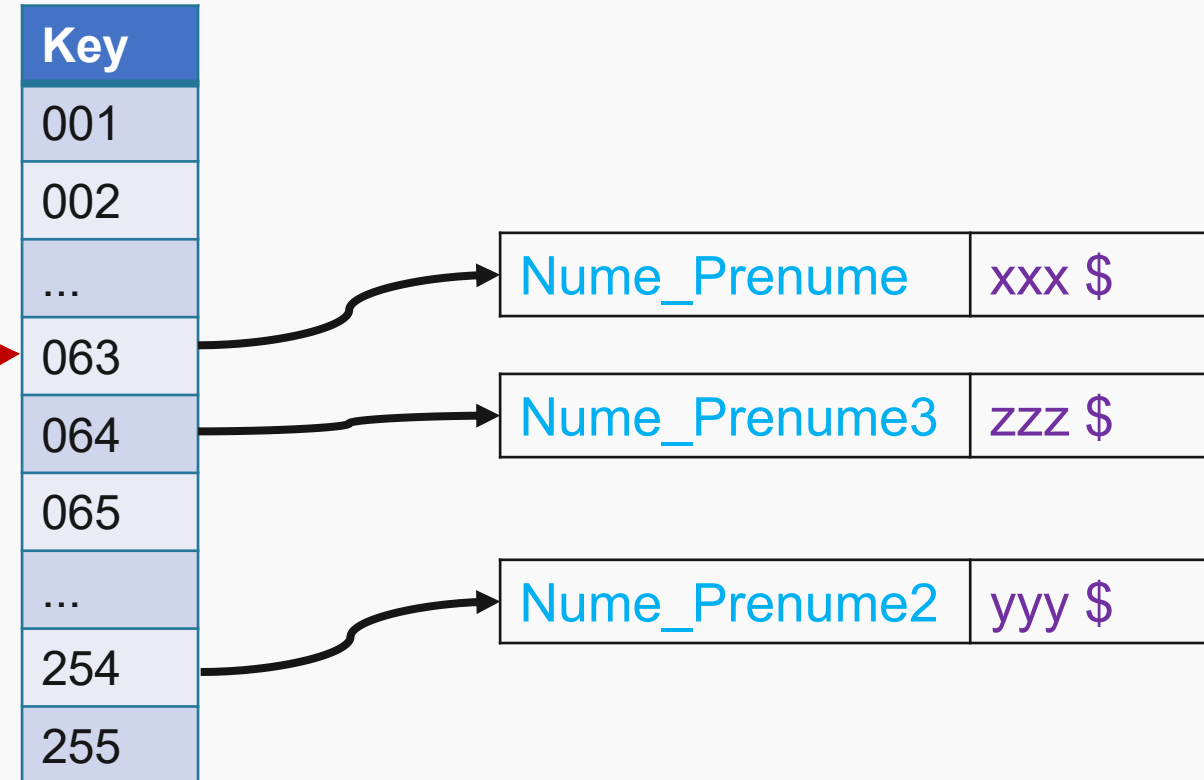 Key
001
002
...
063
064
065
...
254
255
Nume_Prenume xxx $
Nume_Prenume3 zzz $
Nume_Prenume2 yyy $